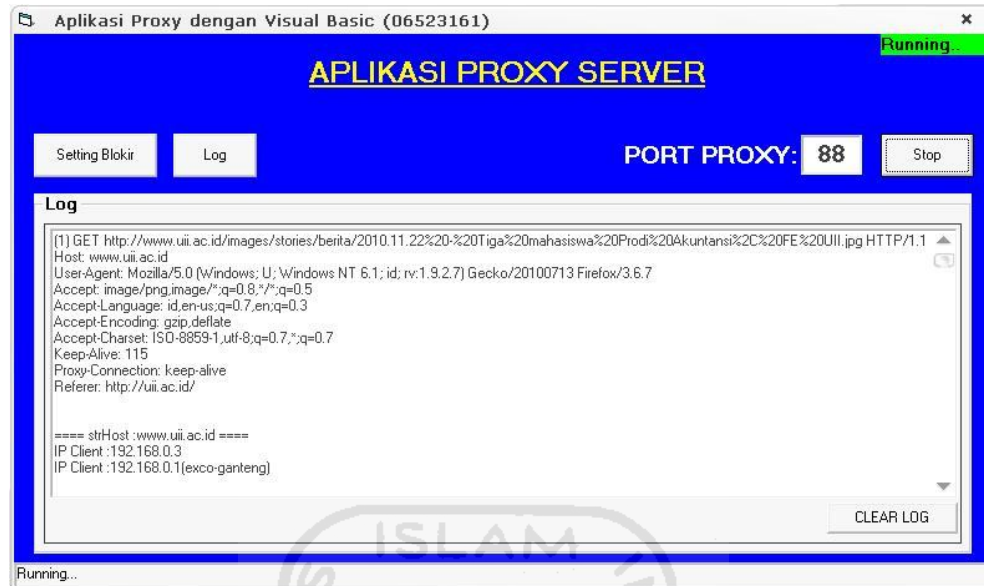 Aplikasi Proxy dengan Visual Basic (06523161)
Running..
APLIKASI PROXY SERVER
Setting Blokir
Log
PORT PROXY: 88
Stop
Log
(1) GET http://www.uii.ac.id/images/stories/berita/2010.11.22%20-%20Tiga%20mahasiswa%20Prodi%20Akuntansi%2C%20FE%20UII.jpg HTTP/1.1
Host: www.uii.ac.id
User-Agent: Mozilla/5.0 (Windows; U; Windows NT 6.1; id; rv:1.9.2.7) Gecko/20100713 Firefox/3.6.7
Accept: image/png,image/*;q=0.8,*/*;q=0.5
Accept-Language: id,en-us;q=0.7,en;q=0.3
Accept-Encoding: gzip,deflate
Accept-Charset: ISO-8859-1,utf-8;q=0.7,*;q=0.7
Keep-Alive: 115
Proxy-Connection: keep-alive
Referer: http://uii.ac.id/
==== strHost :www.uii.ac.id ====
IP Client :192.168.0.3
IP Client :192.168.0.1(exco-ganteng)
CLEAR LOG
ISLAM
Running...